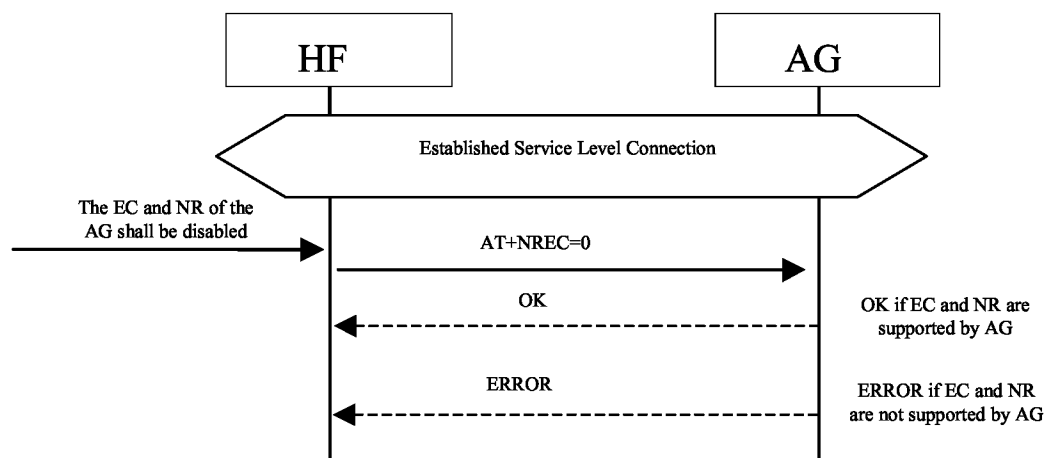 HF
AG
Established Service Level Connection
The EC and NR of the
AG shall be disabled
AT+NREC=0
OK
OK if EC and NR are
supported by AG
ERROR
ERROR if EC and NR
are not supported by AG